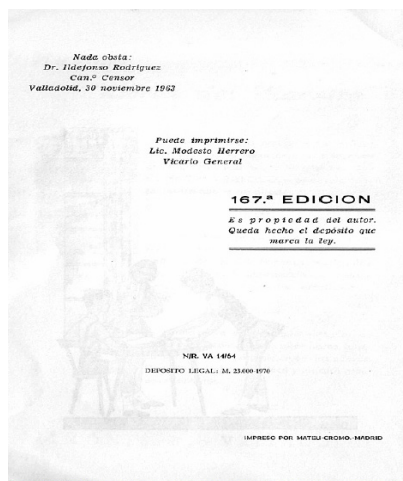 Nada obsta:
Dr. Ildefonso Rodríguez
Can.º Censor
Valladolid, 30 noviembre 1963
Puede imprimirse:
Lic. Modesto Herrero
Vicario General
167.ª EDICION
Es propiedad del autor.
Queda hecho el depósito que
marca la ley.
N/R. VA 14/64
DEPOSITO LEGAL: M. 23.000-1970
IMPRESO POR MATEU-CROMO.-MADRID